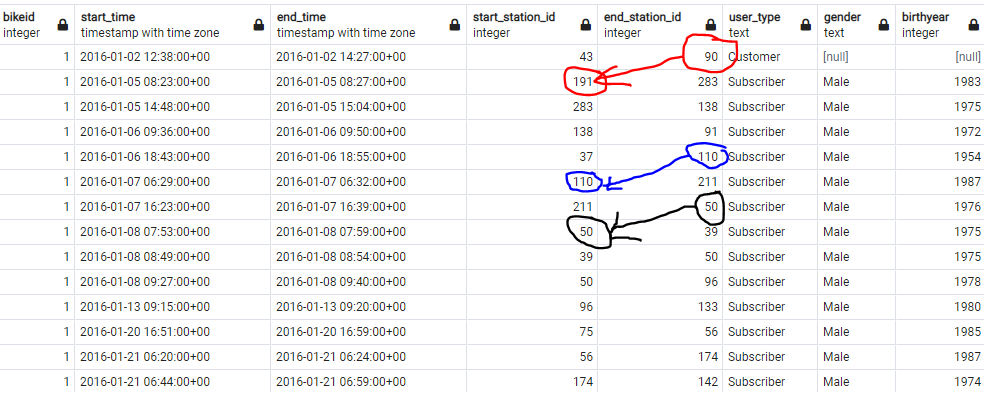 bikeid start_time end_time start_station_id end_station_id user_type gender birthyear
integer timestamp with time zone timestamp with time zone integer integer text text integer
1 2016-01-02 12:38:00+00 2016-01-02 14:27:00+00 43 90 Customer [null] [null]
1 2016-01-05 08:23:00+00 2016-01-05 08:27:00+00 191 283 Subscriber Male 1983
1 2016-01-05 14:48:00+00 2016-01-05 15:04:00+00 283 138 Subscriber Male 1975
1 2016-01-06 09:36:00+00 2016-01-06 09:50:00+00 138 91 Subscriber Male 1972
1 2016-01-06 18:43:00+00 2016-01-06 18:55:00+00 37 110 Subscriber Male 1954
1 2016-01-07 06:29:00+00 2016-01-07 06:32:00+00 110 211 Subscriber Male 1987
1 2016-01-07 16:23:00+00 2016-01-07 16:39:00+00 211 50 Subscriber Male 1976
1 2016-01-08 07:53:00+00 2016-01-08 07:59:00+00 50 39 Subscriber Male 1975
1 2016-01-08 08:49:00+00 2016-01-08 08:54:00+00 39 50 Subscriber Male 1975
1 2016-01-08 09:27:00+00 2016-01-08 09:40:00+00 50 96 Subscriber Male 1978
1 2016-01-13 09:15:00+00 2016-01-13 09:20:00+00 96 133 Subscriber Male 1980
1 2016-01-20 16:51:00+00 2016-01-20 16:59:00+00 75 56 Subscriber Male 1985
1 2016-01-21 06:20:00+00 2016-01-21 06:24:00+00 56 174 Subscriber Male 1987
1 2016-01-21 06:44:00+00 2016-01-21 06:59:00+00 174 142 Subscriber Male 1974